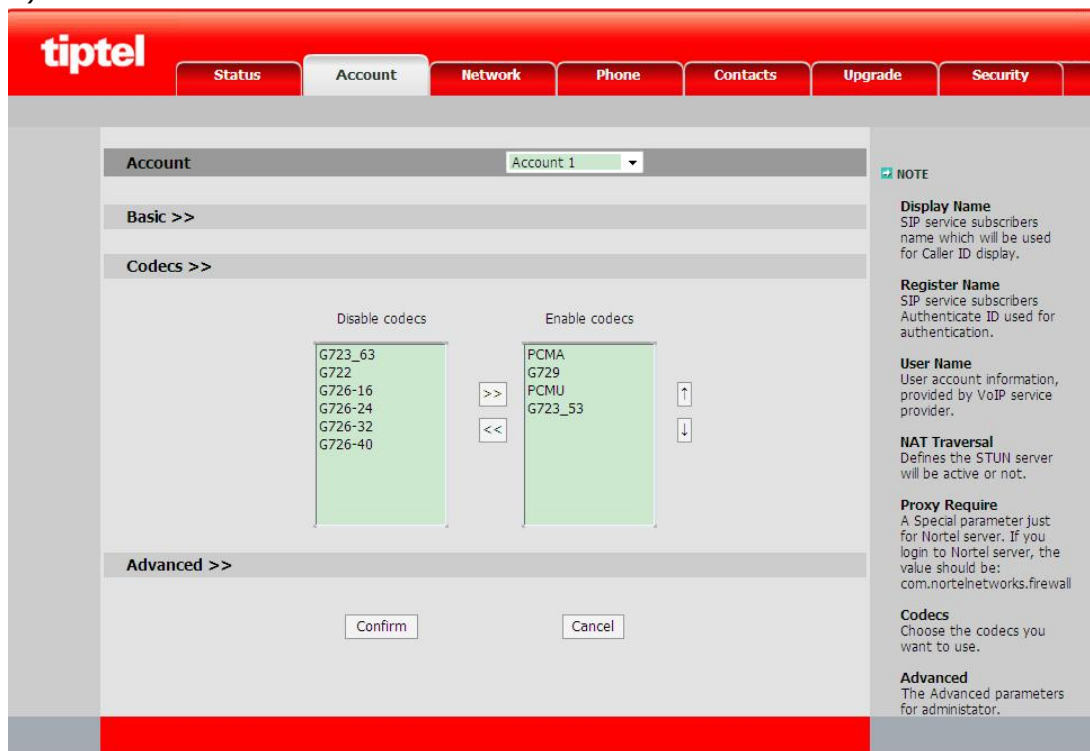 tiptel
Status Account Network Phone Contacts Upgrade Security
Account Account 1
Basic >>
Codecs >>
Disable codecs Enable codecs
G723_63
G722
G726-16
G726-24
G726-32
G726-40
>>
<<
PCMA
G729
PCMU
G723_53
↑
↓
Advanced >>
Confirm Cancel
NOTE
Display Name
SIP service subscribers
name which will be used
for Caller ID display.
Register Name
SIP service subscribers
Authenticate ID used for
authentication.
User Name
User account information,
provided by VoIP service
provider.
NAT Traversal
Defines the STUN server
will be active or not.
Proxy Require
A Special parameter just
for Nortel server. If you
login to Nortel server, the
value should be:
com.nortelnetworks.firewall
Codecs
Choose the codecs you
want to use.
Advanced
The Advanced parameters
for administator.